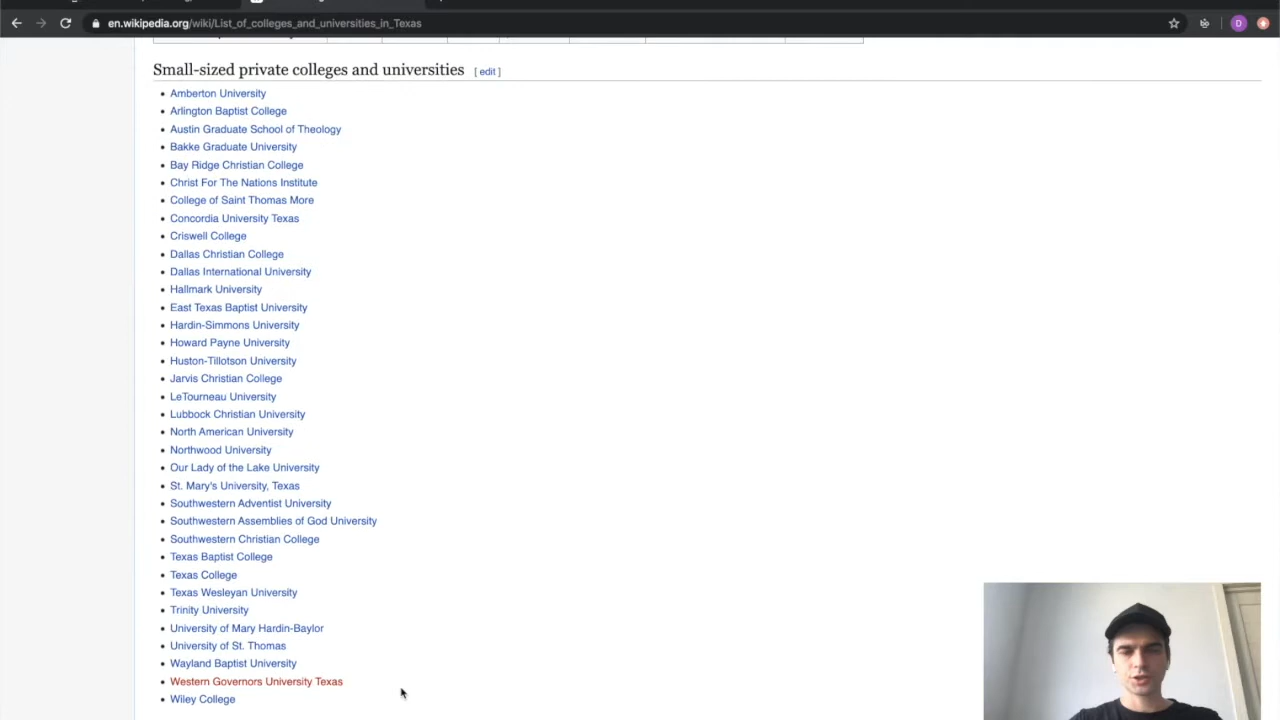 en.wikipedia.org/wiki/List_of_colleges_and_universities_in_Texas
D
Small-sized private colleges and universities [ edit ]
Amberton University
Arlington Baptist College
Austin Graduate School of Theology
Bakke Graduate University
Bay Ridge Christian College
Christ For The Nations Institute
College of Saint Thomas More
Concordia University Texas
Criswell College
Dallas Christian College
Dallas International University
Hallmark University
East Texas Baptist University
Hardin-Simmons University
Howard Payne University
Huston-Tillotson University
Jarvis Christian College
LeTourneau University
Lubbock Christian University
North American University
Northwood University
Our Lady of the Lake University
St. Mary's University, Texas
Southwestern Adventist University
Southwestern Assemblies of God University
Southwestern Christian College
Texas Baptist College
Texas College
Texas Wesleyan University
Trinity University
University of Mary Hardin-Baylor
University of St. Thomas
Wayland Baptist University
Western Governors University Texas
Wiley College